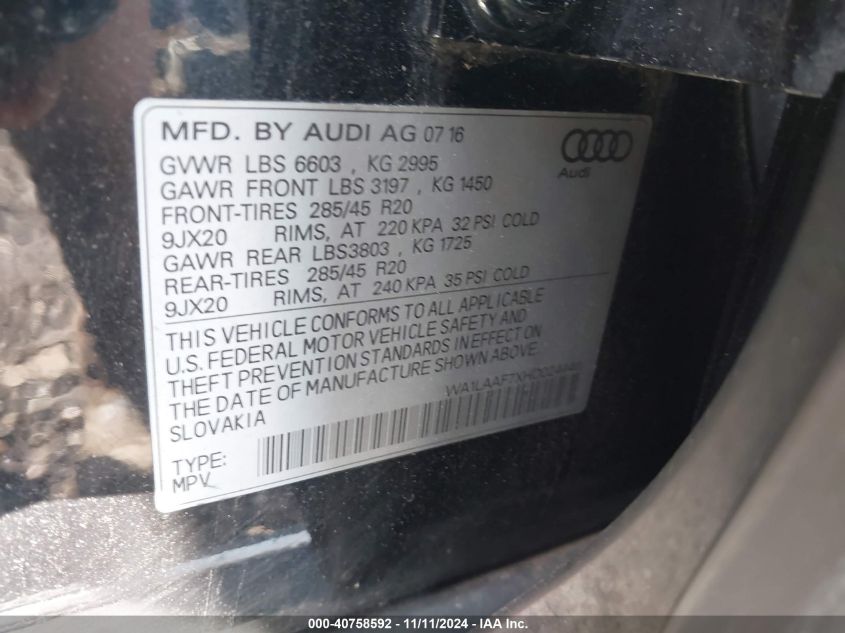 MFD. BY AUDI AG 07 16
Audi
GVWR LBS 6603 , KG 2995
GAWR FRONT LBS 3197 , KG 1450
FRONT-TIRES 285/45 R20
9JX20 RIMS, AT 220 KPA 32 PSI COLD
GAWR REAR LBS3803 , KG 1725
REAR-TIRES 285/45 R20
9JX20 RIMS, AT 240 KPA 35 PSI COLD
THIS VEHICLE CONFORMS TO ALL APPLICABLE
U.S. FEDERAL MOTOR VEHICLE SAFETY AND
THEFT PREVENTION STANDARDS IN EFFECT ON
THE DATE OF MANUFACTURE SHOWN ABOVE.
SLOVAKIA
TYPE:
MPV
000-40758592 - 11/11/2024 - IAA Inc.